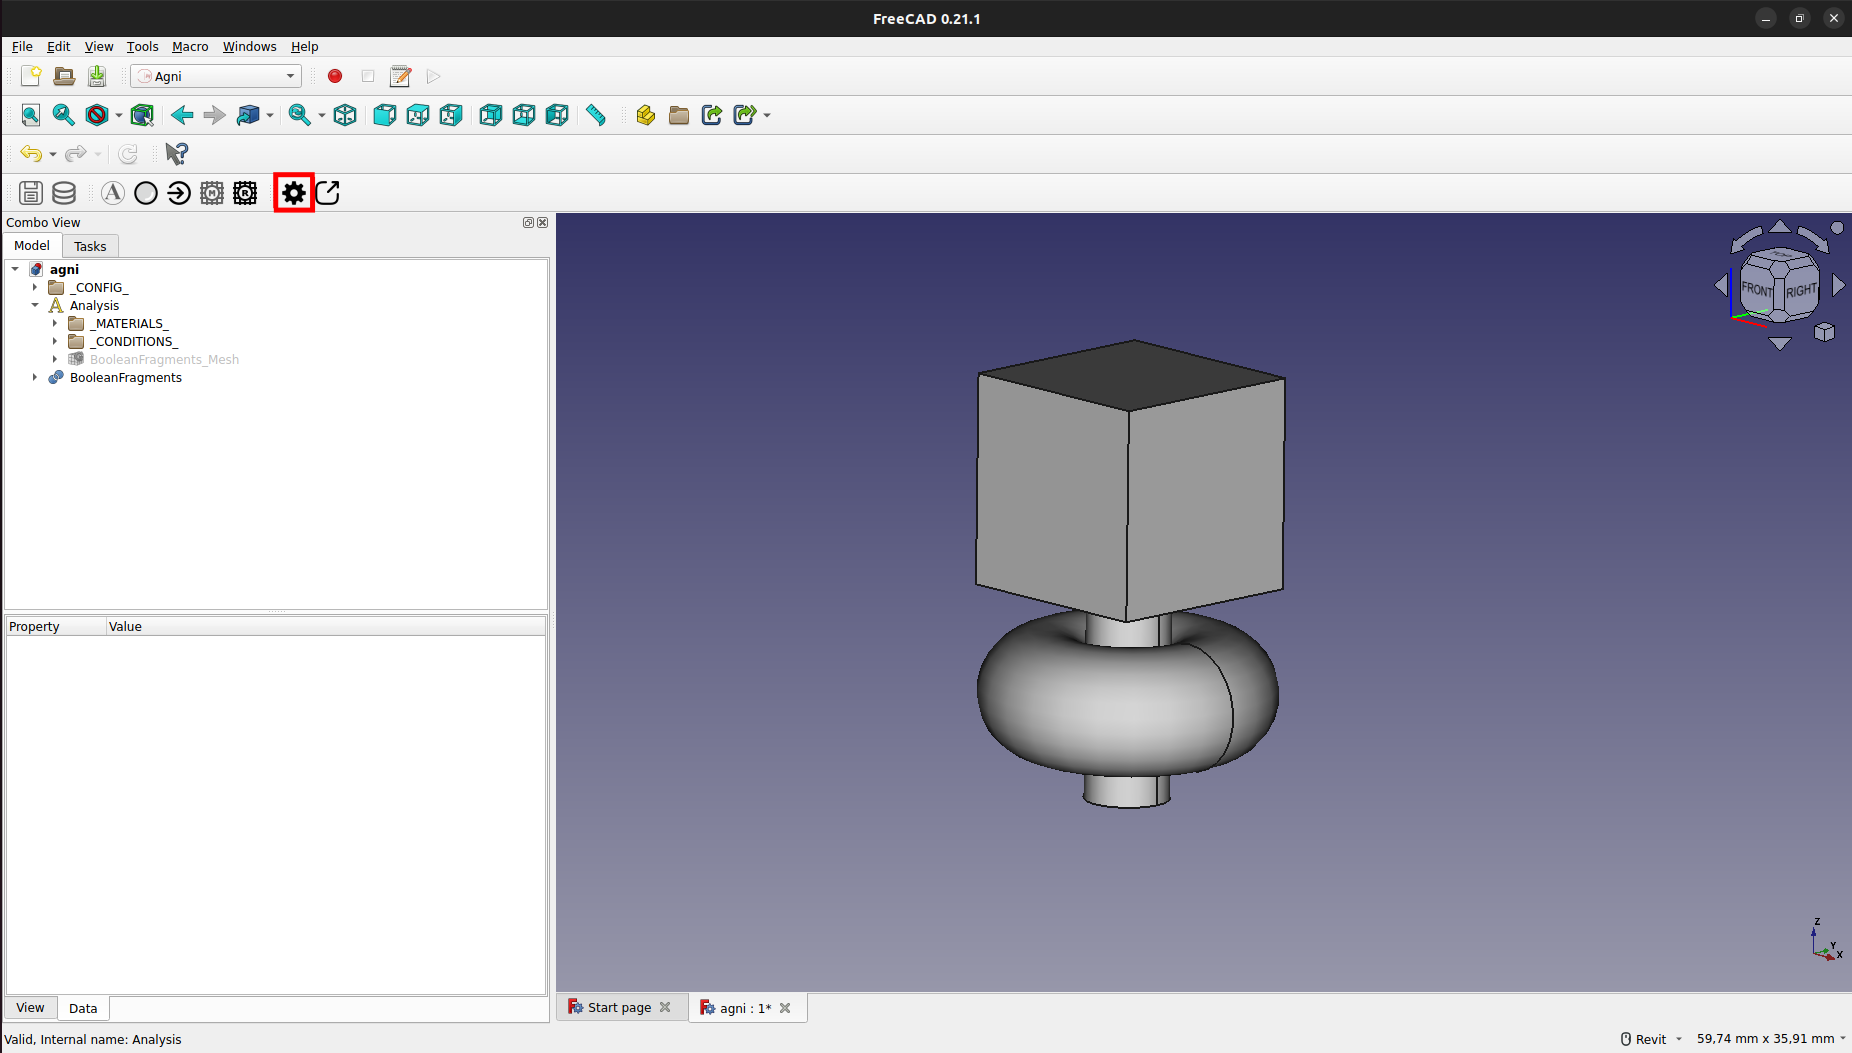 FreeCAD 0.21.1
File Edit View Tools Macro Windows Help
Agni
Combo View
Model Tasks
agni
_CONFIG_
Analysis
_MATERIALS_
_CONDITIONS_
BooleanFragments_Mesh
BooleanFragments
Property Value
View Data
TOP
FRONT RIGHT
Z
Y
X
Start page agni : 1*
Valid, Internal name: Analysis
Revit 59,74 mm x 35,91 mm